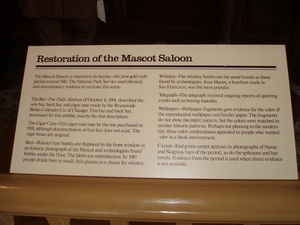 Restoration of the Mascot Saloon
The Mascot Saloon is restored to its heyday—the post gold rush
period around 1910. The National Park Service used physical
and documentary evidence to recreate this scene.
The Bar—The Daily Alaskan of October 8, 1905, described the
new bar, back bar, and cigar case made by the Brunswick-
Balke-Collender Co. of Chicago. This bar and back bar,
purchased for this exhibit, exactly fits that description.
The Cigar Case—This cigar case may be the one purchased in
1905, although documentation of that fact does not exist. The
cigar boxes are original.
Beer—Rainier beer bottles are displayed in the front window in
an historic photograph of the Mascot and archeologists found
bottles under the floor. The labels are reproduction. In 1910
people drank beer in small, thin glasses as a chaser for whiskey.
Whiskey—The whiskey bottles are the same brands as those
found by archeologists. Jesse Moore, a bourbon made in
San Francisco, was the most popular.
Telegraph—The telegraph received ongoing reports of sporting
events such as boxing matches.
Wallpaper—Wallpaper fragments gave evidence for the color of
the reproduction wallpaper and border paper. The fragments
do not show the entire pattern, but the colors were matched to
similar historic patterns. Perhaps not pleasing to the modern
eye, these color combinations appealed to people who wanted
color in a bleak environment.
Carpet—End grain carpet appears in photographs of Nome
and Skagway bars of the period, as do the spittoons and bar
towels. Evidence from the period is used when direct evidence
is not available.